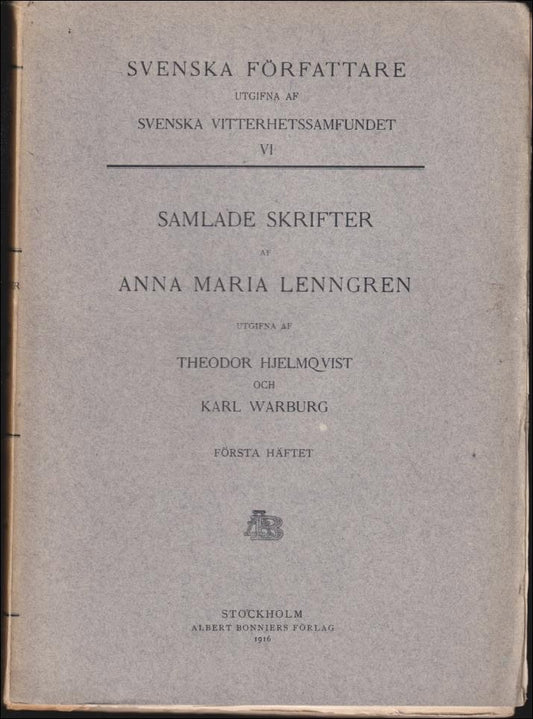 SVENSKA FÖRFATTARE
UTGIFNA AF
SVENSKA VITTERHETSSAMFUNDET
VI
SAMLADE SKRIFTER
AF
ANNA MARIA LENNGREN
UTGIFNA AF
THEODOR HJELMQVIST
OCH
KARL WARBURG
FÖRSTA HÄFTET
STOCKHOLM
ALBERT BONNIERS FÖRLAG
1916